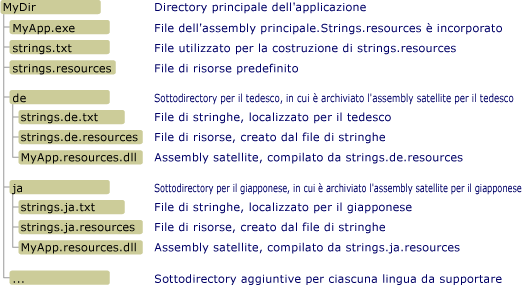 MyDir Directory principale dell'applicazione
MyApp.exe File dell'assembly principale.Strings.resources è incorporato
strings.txt File utilizzato per la costruzione di strings.resources
strings.resources File di risorse predefinito
de Sottodirectory per il tedesco, in cui è archiviato l'assembly satellite per il tedesco
strings.de.txt File di stringhe, localizzato per il tedesco
strings.de.resources File di risorse, creato dal file di stringhe
MyApp.resources.dll Assembly satellite, compilato da strings.de.resources
ja Sottodirectory per il giapponese, in cui è archiviato l'assembly satellite per il giapponese
strings.ja.txt File di stringhe, localizzato per il giapponese
strings.ja.resources File di risorse, creato dal file di stringhe
MyApp.resources.dll Assembly satellite, compilato da strings.ja.resources
... Sottodirectory aggiuntive per ciascuna lingua da supportare